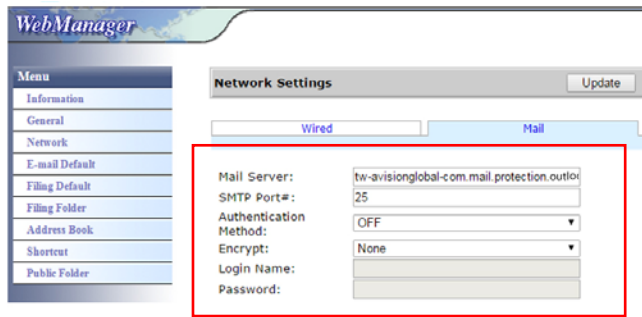 WebManager
Menu
Information
General
Network
E-mail Default
Filing Default
Filing Folder
Address Book
Shortcut
Public Folder
Network Settings
Update
Wired
Mail
Mail Server: tw-avisionglobal-com.mail.protection.outlo
SMTP Port#: 25
Authentication
Method: OFF
Encrypt: None
Login Name:
Password: